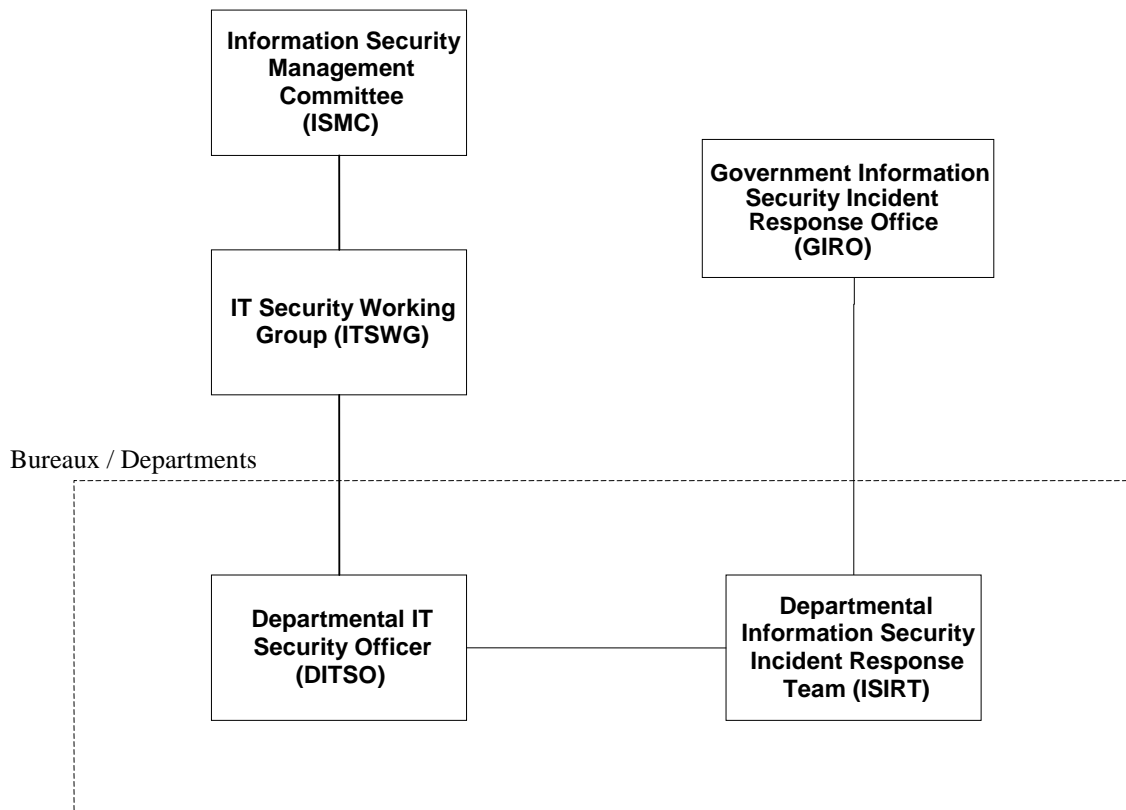 Information Security
Management
Committee
(ISMC)
Government Information
Security Incident
Response Office
(GIRO)
IT Security Working
Group (ITSWG)
Bureaux / Departments
Departmental IT
Security Officer
(DITSO)
Departmental
Information Security
Incident Response
Team (ISIRT)